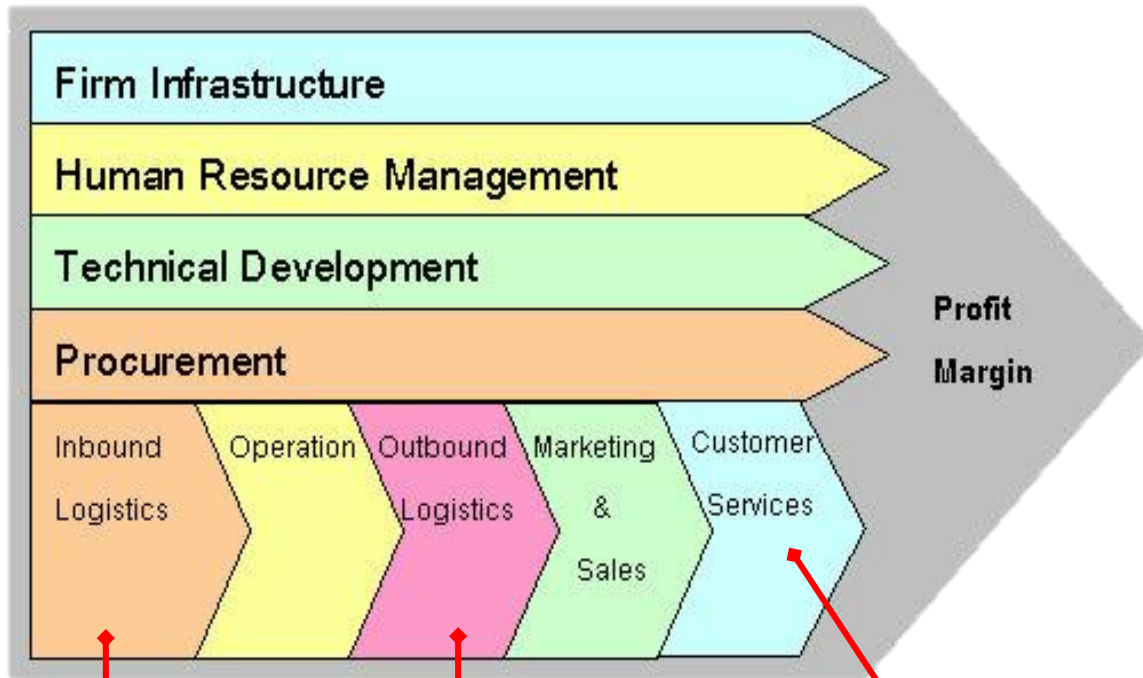 Firm Infrastructure
Human Resource Management
Technical Development
Procurement
Profit
Margin
Inbound
Logistics
Operation
Outbound
Logistics
Marketing
&
Sales
Customer
Services